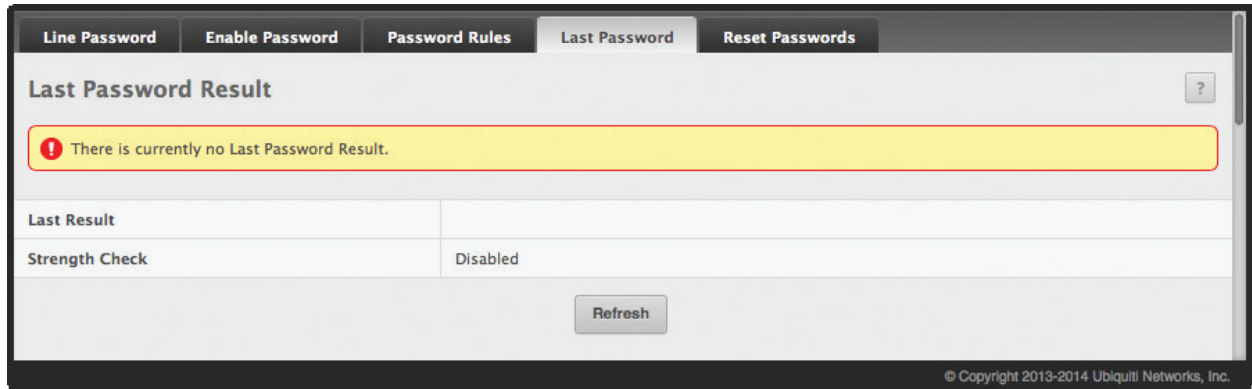 Line Password Enable Password Password Rules Last Password Reset Passwords
Last Password Result
?
There is currently no Last Password Result.
Last Result
Strength Check Disabled
Refresh
© Copyright 2013-2014 Ubiquiti Networks, Inc.